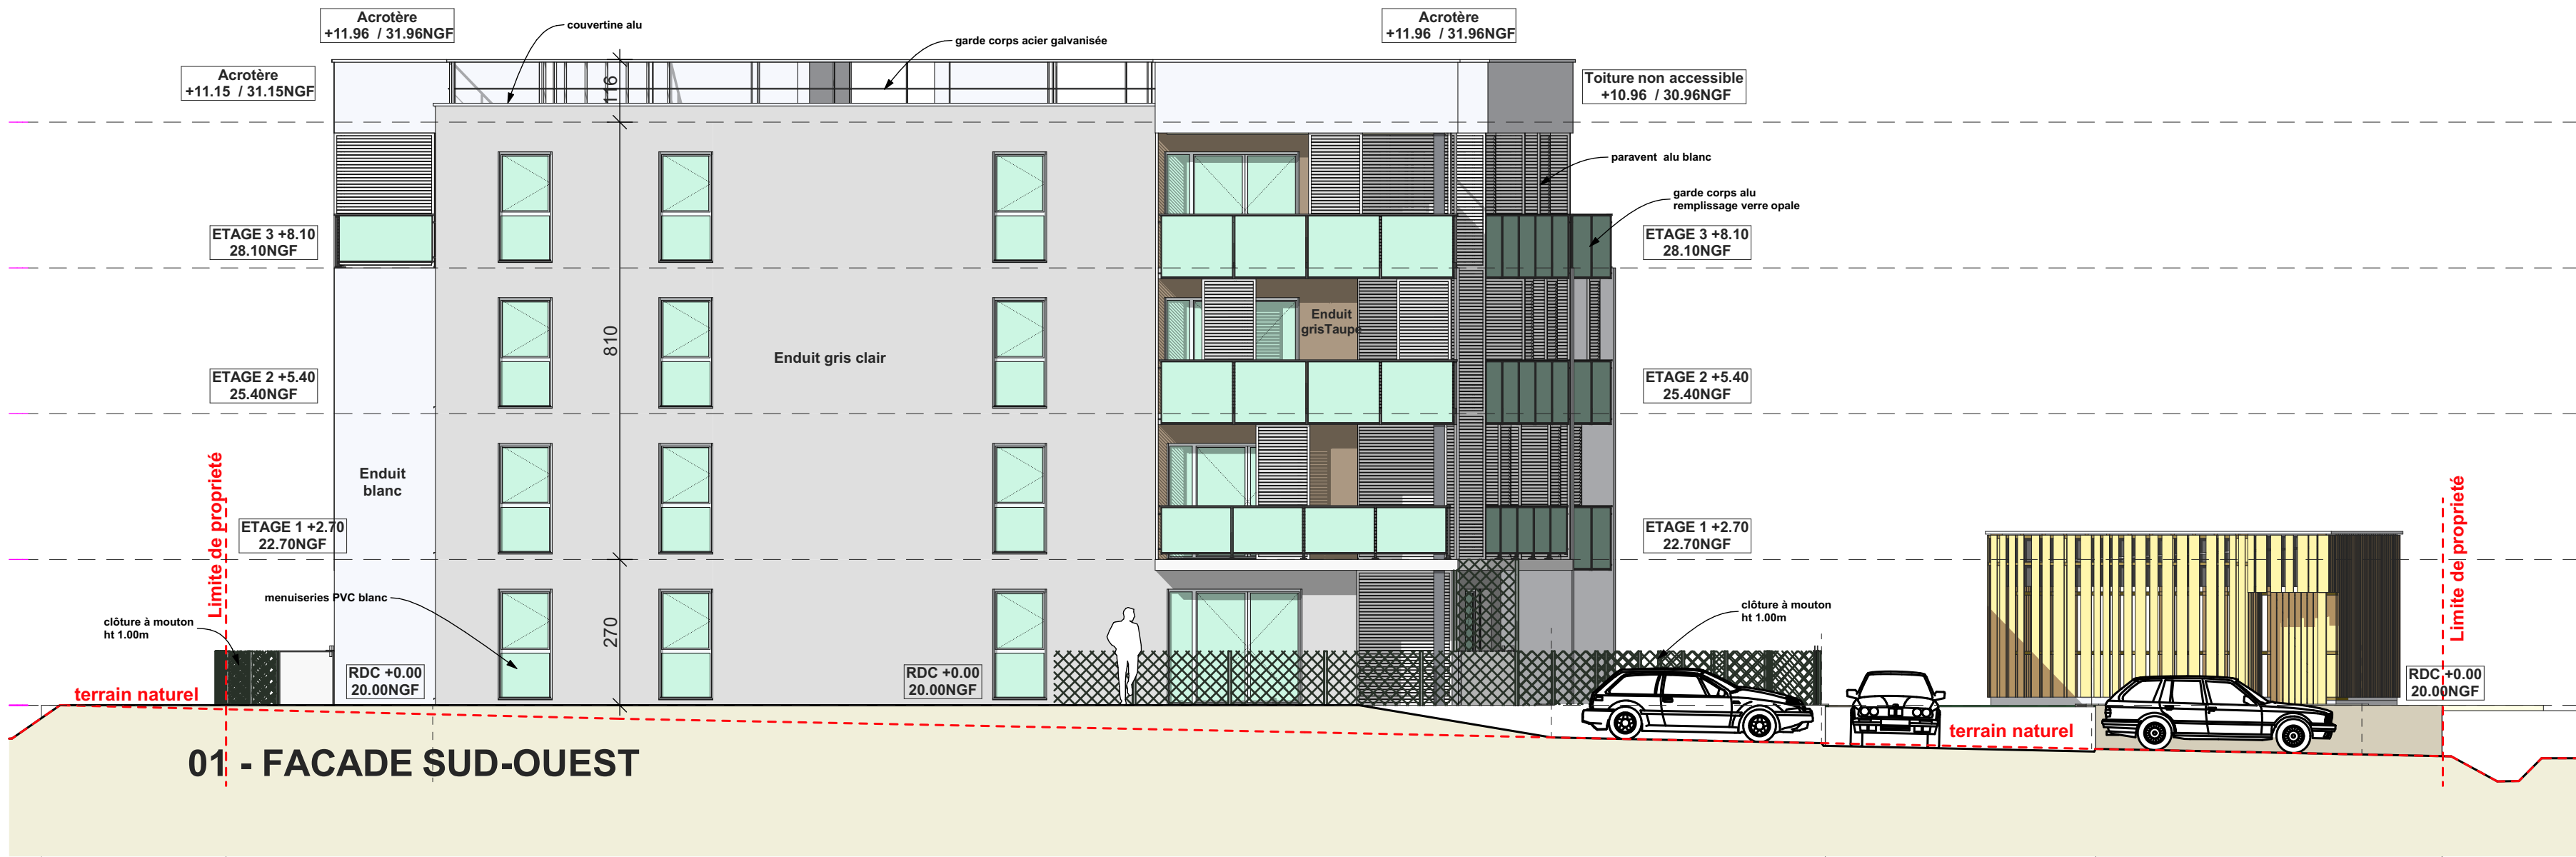 Acrotère
+11.96  / 31.96NGF
couvertine alu
garde corps acier galvanisée
Acrotère
+11.96  / 31.96NGF
Acrotère
+11.15  / 31.15NGF
116
Toiture non accessible
+10.96  / 30.96NGF
paravent  alu blanc
garde corps alu
remplissage verre opale
ETAGE 3 +8.10
28.10NGF
ETAGE 3 +8.10
28.10NGF
Enduit
grisTaupe
810
Enduit gris clair
ETAGE 2 +5.40
25.40NGF
ETAGE 2 +5.40
25.40NGF
Enduit
blanc
Limite de proprieté
ETAGE 1 +2.70
22.70NGF
ETAGE 1 +2.70
22.70NGF
Limite de proprieté
menuiseries PVC blanc
270
clôture à mouton
ht 1.00m
clôture à mouton
ht 1.00m
RDC +0.00
20.00NGF
RDC +0.00
20.00NGF
RDC +0.00
20.00NGF
terrain naturel
terrain naturel
01 - FACADE SUD-OUEST